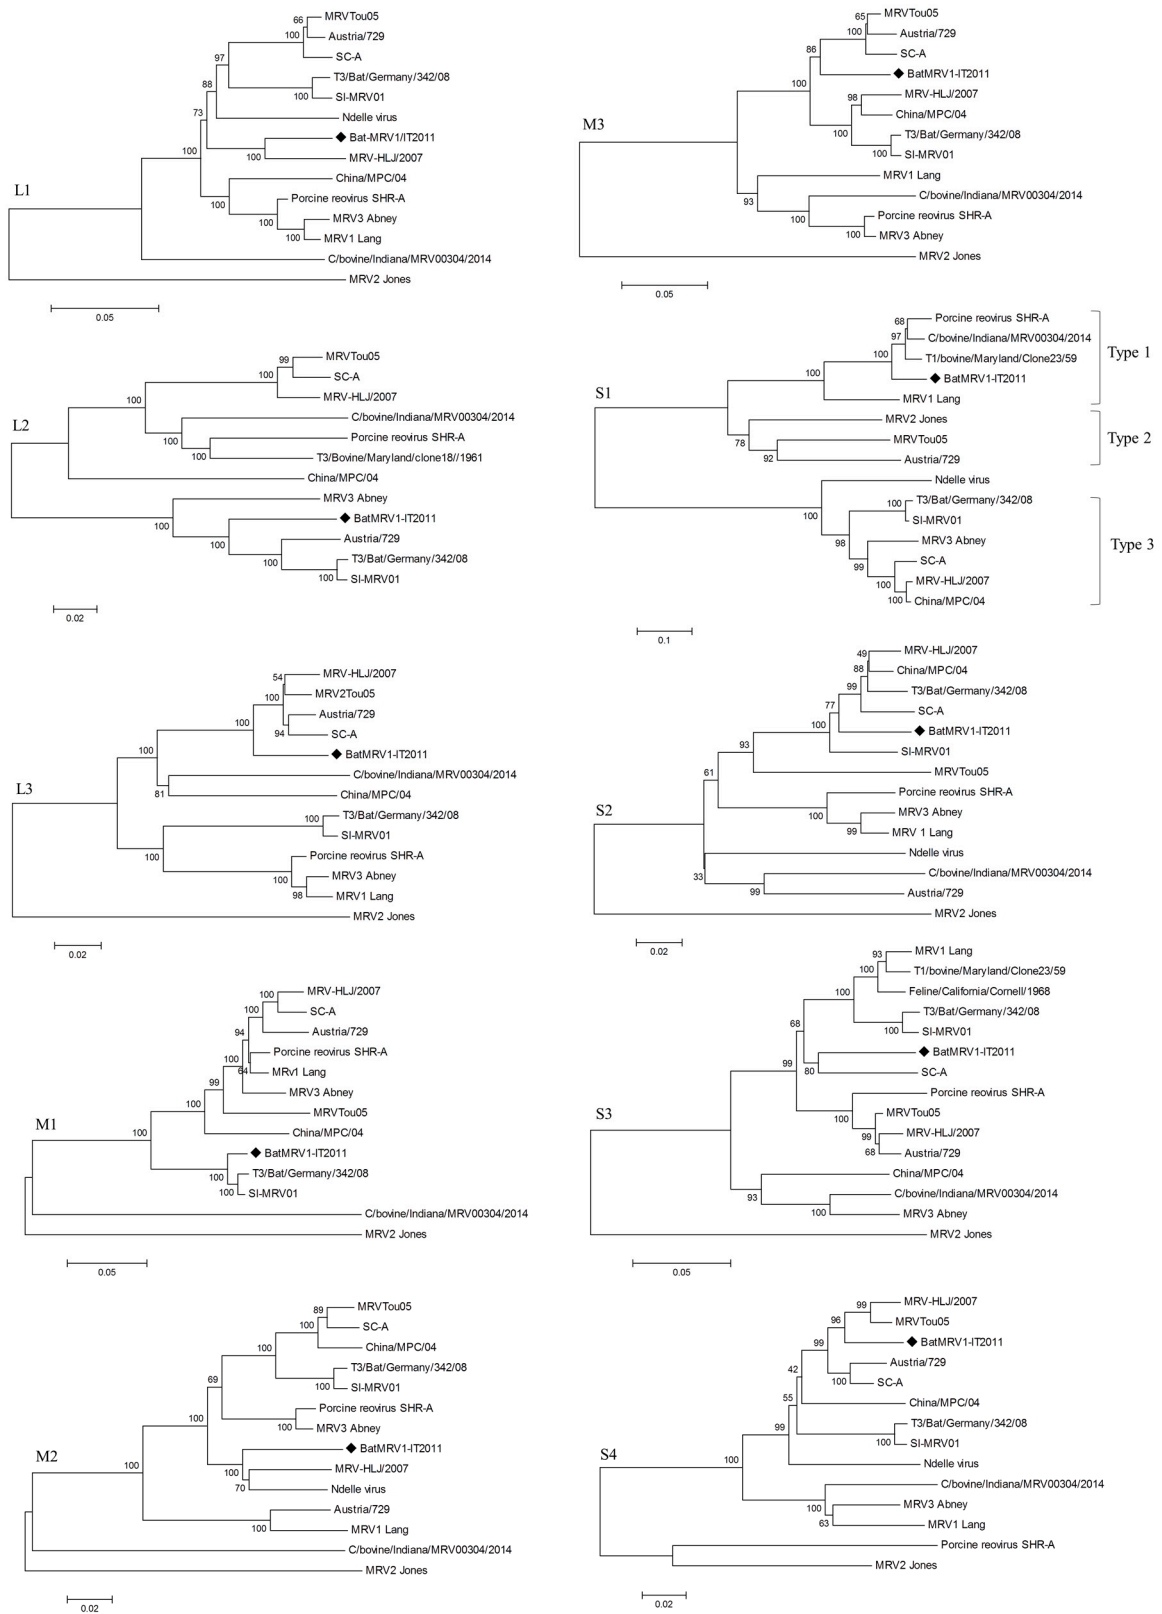 L1
66
MRVTou05
100
Austria/729
97
SC-A
88
T3/Bat/Germany/342/08
100
SI-MRV01
73
Ndelle virus
Bat-MRV1/IT2011
100
100
MRV-HLJ/2007
China/MPC/04
100
Porcine reovirus SHR-A
100
MRV3 Abney
100
MRV1 Lang
C/bovine/Indiana/MRV00304/2014
MRV2 Jones
0.05
L2
99
MRVTou05
100
SC-A
100
MRV-HLJ/2007
C/bovine/Indiana/MRV00304/2014
100
Porcine reovirus SHR-A
100
T3/Bovine/Maryland/clone18//1961
China/MPC/04
MRV3 Abney
100
BatMRV1-IT2011
100
Austria/729
100
T3/Bat/Germany/342/08
100
SI-MRV01
0.02
L3
54
MRV-HLJ/2007
100
MRV2Tou05
100
Austria/729
94
SC-A
100
BatMRV1-IT2011
C/bovine/Indiana/MRV00304/2014
81
China/MPC/04
100
T3/Bat/Germany/342/08
SI-MRV01
100
Porcine reovirus SHR-A
100
MRV3 Abney
98
MRV1 Lang
MRV2 Jones
0.02
M1
100
MRV-HLJ/2007
100
SC-A
94
Austria/729
100
Porcine reovirus SHR-A
64
MRv1 Lang
99
MRV3 Abney
100
MRVTou05
100
China/MPC/04
BatMRV1-IT2011
100
T3/Bat/Germany/342/08
100
SI-MRV01
C/bovine/Indiana/MRV00304/2014
MRV2 Jones
0.05
M2
89
MRVTou05
100
SC-A
100
China/MPC/04
T3/Bat/Germany/342/08
100
SI-MRV01
69
Porcine reovirus SHR-A
100
100
MRV3 Abney
BatMRV1-IT2011
100
100
MRV-HLJ/2007
70
Ndelle virus
Austria/729
100
MRV1 Lang
C/bovine/Indiana/MRV00304/2014
MRV2 Jones
0.02
M3
65
MRVTou05
100
Austria/729
86
SC-A
BatMRV1-IT2011
100
98
MRV-HLJ/2007
China/MPC/04
100
T3/Bat/Germany/342/08
100
SI-MRV01
MRV1 Lang
93
C/bovine/Indiana/MRV00304/2014
100
Porcine reovirus SHR-A
100
MRV3 Abney
MRV2 Jones
0.05
S1
68
Porcine reovirus SHR-A
97
C/bovine/Indiana/MRV00304/2014
100
T1/bovine/Maryland/Clone23/59
Type 1
100
BatMRV1-IT2011
MRV1 Lang
MRV2 Jones
78
MRVTou05
Type 2
92
Austria/729
Ndelle virus
100
T3/Bat/Germany/342/08
100
SI-MRV01
98
MRV3 Abney
Type 3
99
SC-A
MRV-HLJ/2007
100
China/MPC/04
0.1
S2
49
MRV-HLJ/2007
88
China/MPC/04
99
T3/Bat/Germany/342/08
77
SC-A
100
BatMRV1-IT2011
93
SI-MRV01
61
MRVTou05
Porcine reovirus SHR-A
100
MRV3 Abney
99
MRV 1 Lang
Ndelle virus
33
C/bovine/Indiana/MRV00304/2014
99
Austria/729
MRV2 Jones
0.02
S3
93
MRV1 Lang
100
T1/bovine/Maryland/Clone23/59
100
Feline/California/Cornell/1968
T3/Bat/Germany/342/08
68
100
SI-MRV01
BatMRV1-IT2011
99
80
SC-A
Porcine reovirus SHR-A
100
MRVTou05
99
MRV-HLJ/2007
68
Austria/729
China/MPC/04
93
C/bovine/Indiana/MRV00304/2014
100
MRV3 Abney
MRV2 Jones
0.05
S4
99
MRV-HLJ/2007
96
MRVTou05
99
BatMRV1-IT2011
Austria/729
42
100
SC-A
55
China/MPC/04
99
T3/Bat/Germany/342/08
100
SI-MRV01
100
Ndelle virus
C/bovine/Indiana/MRV00304/2014
100
MRV3 Abney
63
MRV1 Lang
Porcine reovirus SHR-A
MRV2 Jones
0.02